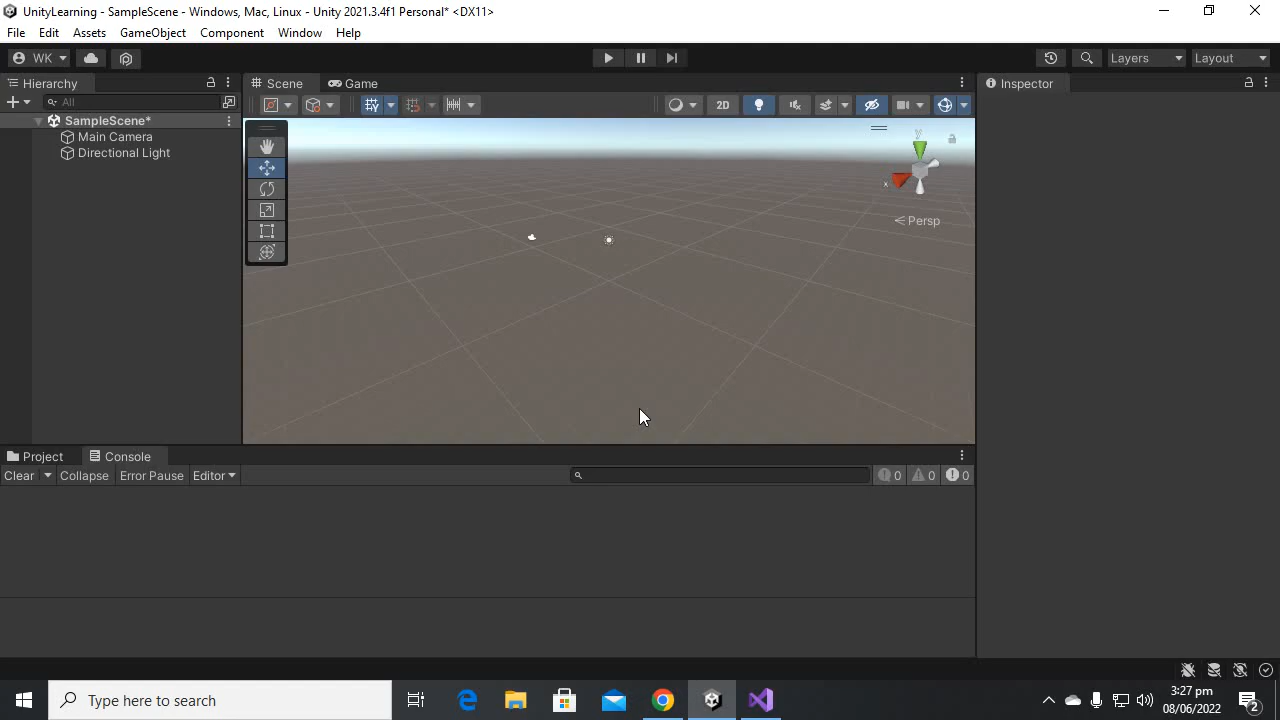 UnityLearning - SampleScene - Windows, Mac, Linux - Unity 2021.3.4f1 Personal* <DX11>
File Edit Assets GameObject Component Window Help
WK Layers Layout
Hierarchy Scene Game Inspector
All 2D
SampleScene*
Main Camera
Directional Light
y
x
Persp
Project Console
Clear Collapse Error Pause Editor 0 0 0
Type here to search
3:27 pm
08/06/2022
2